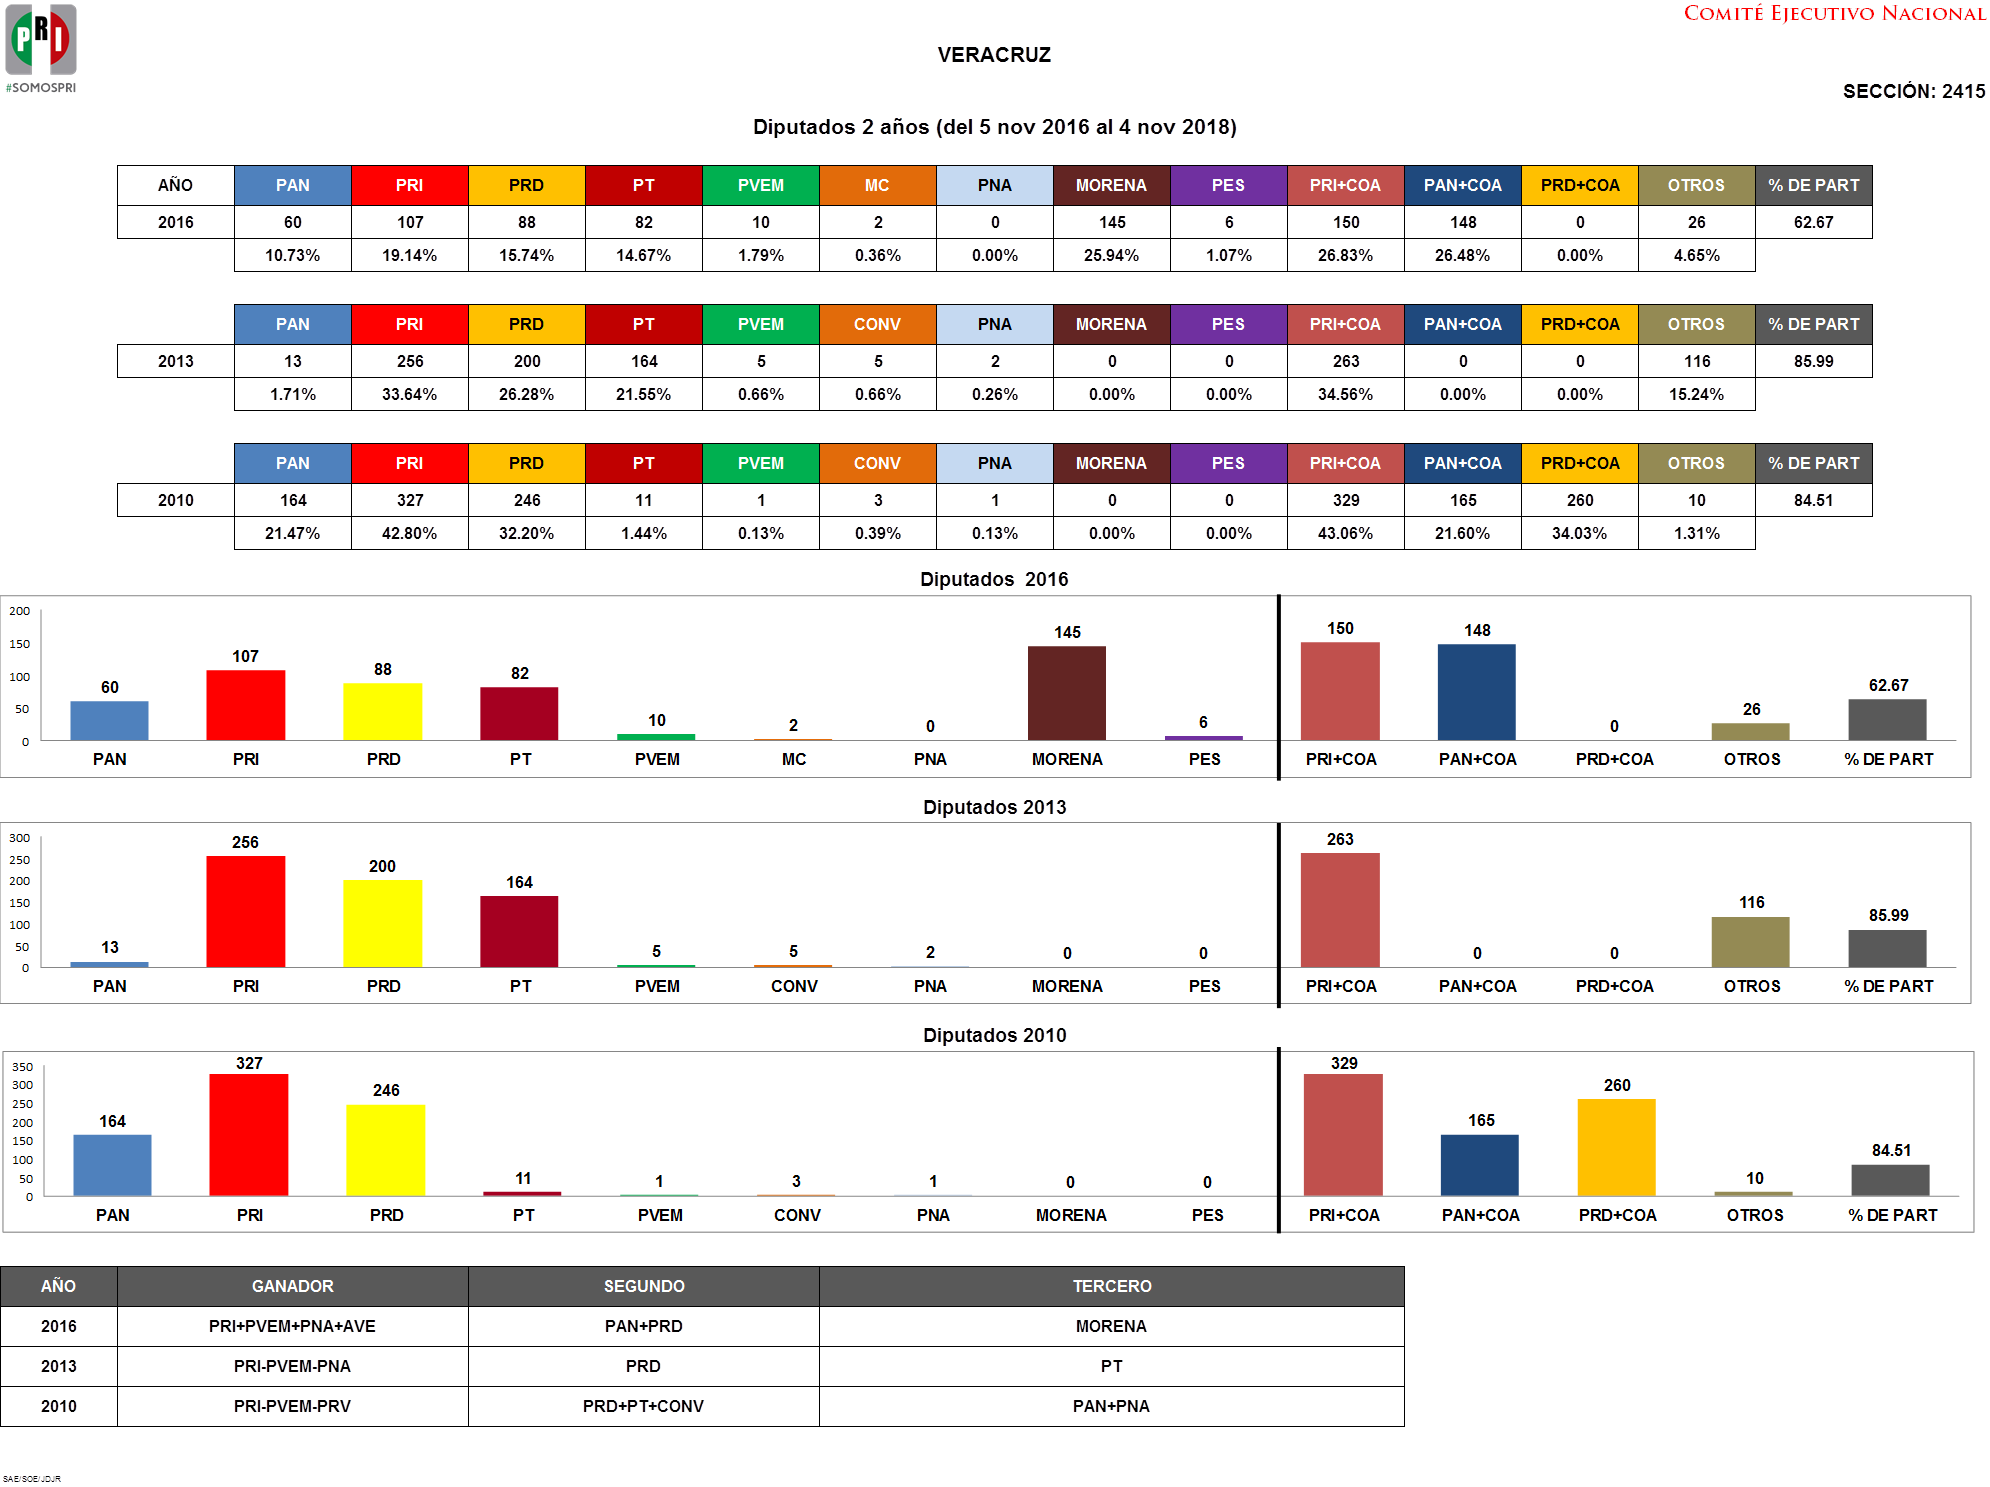 PRI
#SOMOSPRI
COMITÉ EJECUTIVO NACIONAL
VERACRUZ
SECCIÓN: 2415
Diputados 2 años (del 5 nov 2016 al 4 nov 2018)
AÑO PAN PRI PRD PT PVEM MC PNA MORENA PES PRI+COA PAN+COA PRD+COA OTROS % DE PART
2016 60 107 88 82 10 2 0 145 6 150 148 0 26 62.67
10.73% 19.14% 15.74% 14.67% 1.79% 0.36% 0.00% 25.94% 1.07% 26.83% 26.48% 0.00% 4.65%
PAN PRI PRD PT PVEM CONV PNA MORENA PES PRI+COA PAN+COA PRD+COA OTROS % DE PART
2013 13 256 200 164 5 5 2 0 0 263 0 0 116 85.99
1.71% 33.64% 26.28% 21.55% 0.66% 0.66% 0.26% 0.00% 0.00% 34.56% 0.00% 0.00% 15.24%
PAN PRI PRD PT PVEM CONV PNA MORENA PES PRI+COA PAN+COA PRD+COA OTROS % DE PART
2010 164 327 246 11 1 3 1 0 0 329 165 260 10 84.51
21.47% 42.80% 32.20% 1.44% 0.13% 0.39% 0.13% 0.00% 0.00% 43.06% 21.60% 34.03% 1.31%
Diputados 2016
200
150
100
50
0
60 107 88 82 10 2 0 145 6 150 148 0 26 62.67
PAN PRI PRD PT PVEM MC PNA MORENA PES PRI+COA PAN+COA PRD+COA OTROS % DE PART
Diputados 2013
300
250
200
150
100
50
0
13 256 200 164 5 5 2 0 0 263 0 0 116 85.99
PAN PRI PRD PT PVEM CONV PNA MORENA PES PRI+COA PAN+COA PRD+COA OTROS % DE PART
Diputados 2010
350
300
250
200
150
100
50
0
164 327 246 11 1 3 1 0 0 329 165 260 10 84.51
PAN PRI PRD PT PVEM CONV PNA MORENA PES PRI+COA PAN+COA PRD+COA OTROS % DE PART
AÑO GANADOR SEGUNDO TERCERO
2016 PRI+PVEM+PNA+AVE PAN+PRD MORENA
2013 PRI-PVEM-PNA PRD PT
2010 PRI-PVEM-PRV PRD+PT+CONV PAN+PNA
SAE/SOE/JDJR